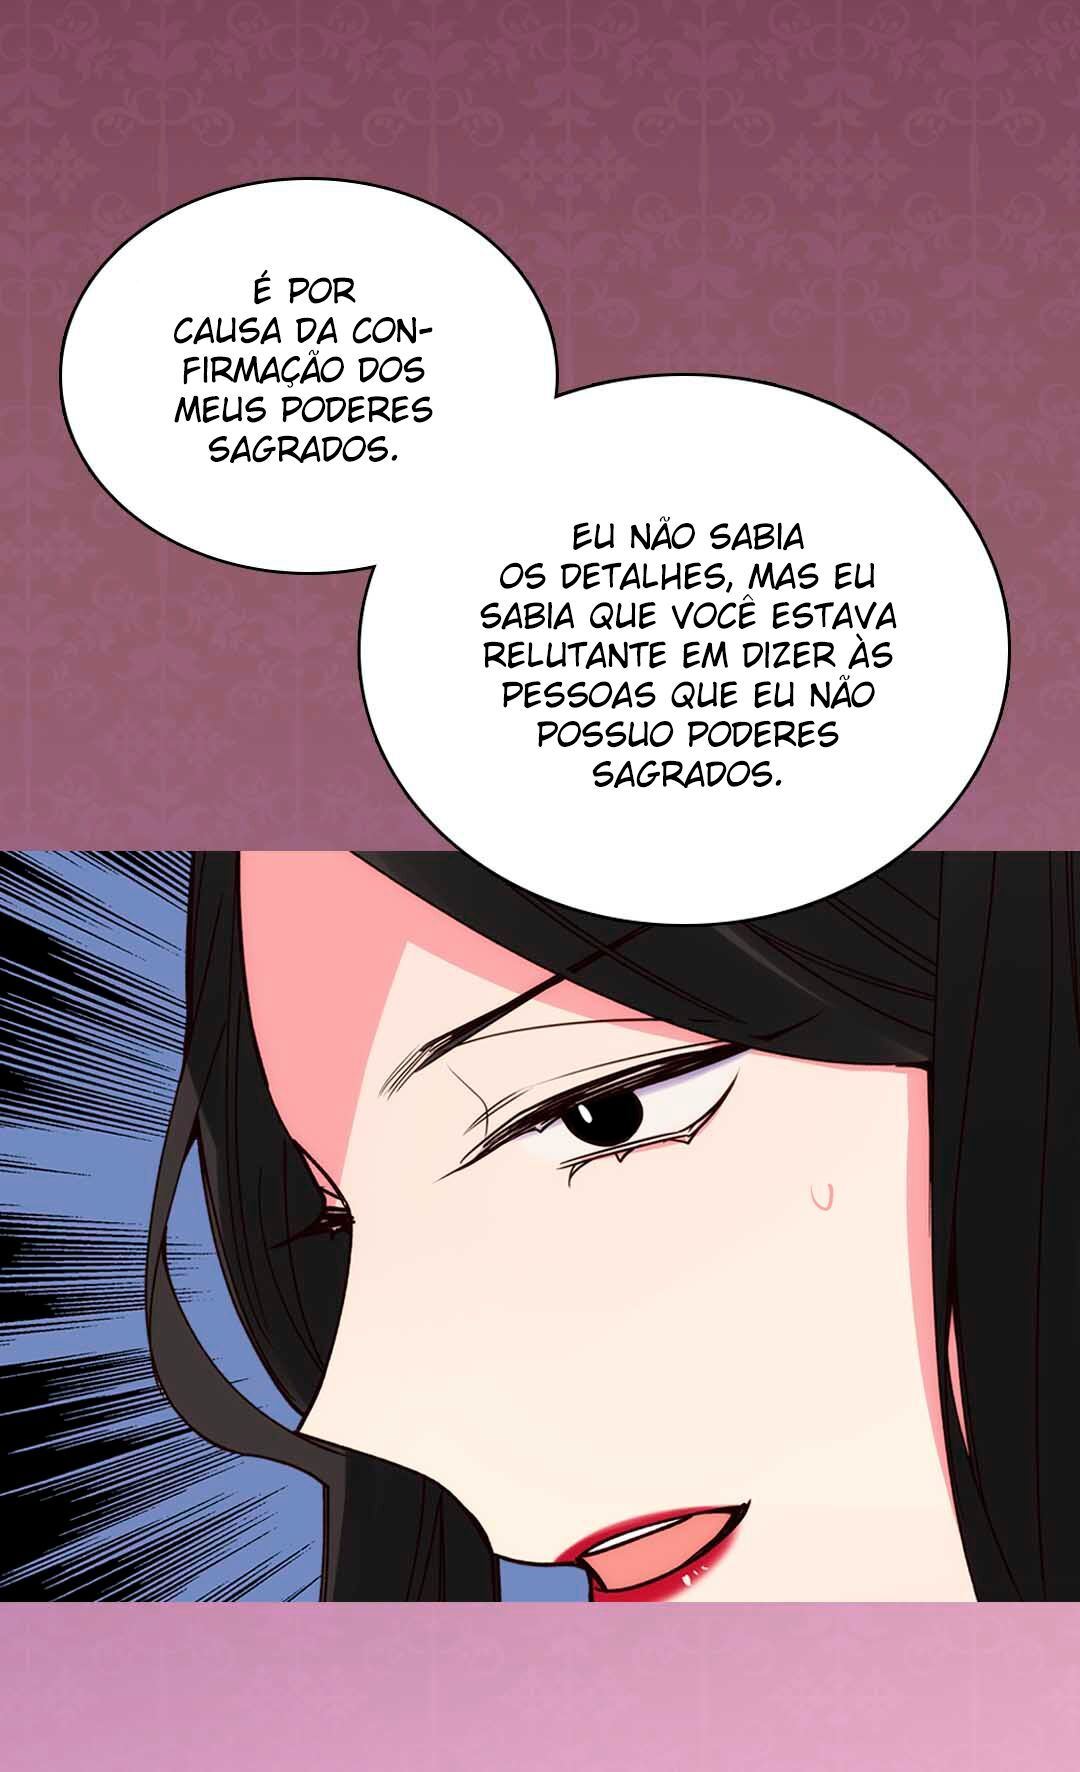 É POR
CAUSA DA CON-
FIRMAÇÃO DOS
MEUS PODERES
SAGRADOS.
EU NÃO SABIA
OS DETALHES, MAS EU
SABIA QUE VOCÊ ESTAVA
RELUTANTE EM DIZER ÀS
PESSOAS QUE EU NÃO
POSSUO PODERES
SAGRADOS.